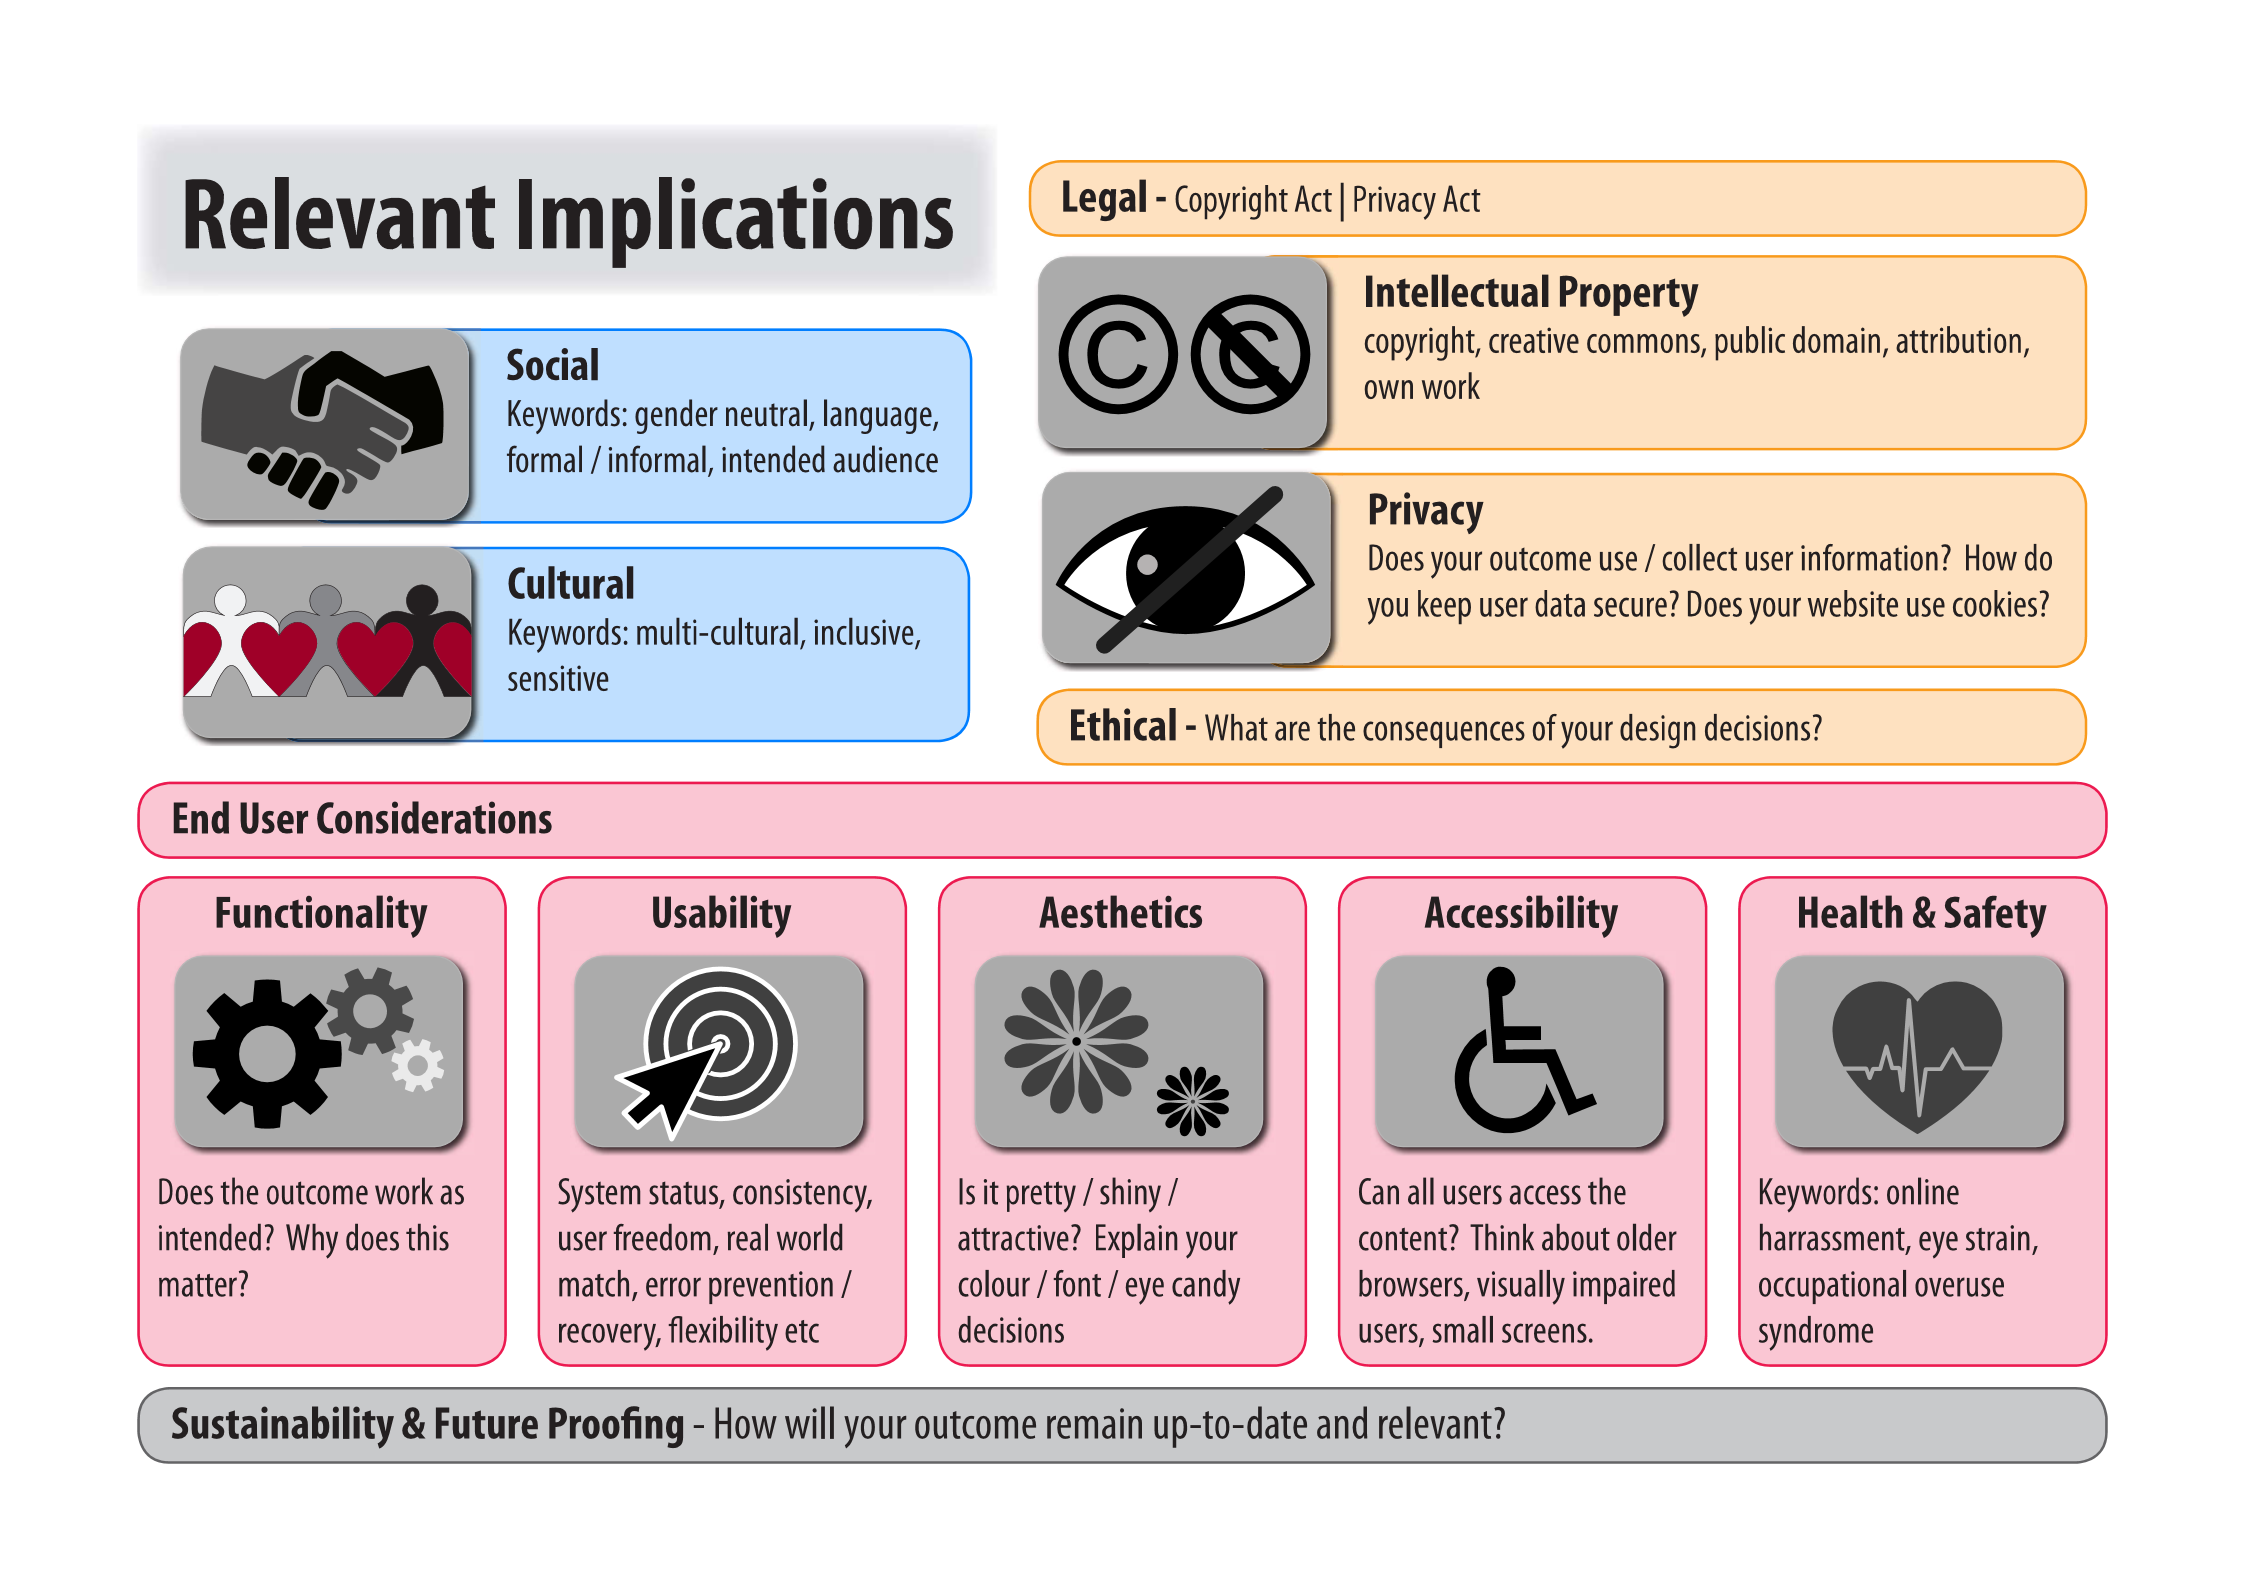 Relevant Implications
Social
Keywords: gender neutral, language,
formal / informal, intended audience
Cultural
Keywords: multi-cultural, inclusive,
sensitive
Legal - Copyright Act | Privacy Act
Intellectual Property
copyright, creative commons, public domain, attribution,
own work
Privacy
Does your outcome use / collect user information?  How do
you keep user data secure? Does your website use cookies?
Ethical - What are the consequences of your design decisions?
End User Considerations
Functionality
Does the outcome work as
intended?  Why does this
matter?
Usability
System status, consistency,
user freedom, real world
match, error prevention /
recovery, flexibility etc
Aesthetics
Is it pretty / shiny /
attractive?  Explain your
colour / font / eye candy
decisions
Accessibility
Can all users access the
content?  Think about older
browsers, visually impaired
users, small screens.
Health & Safety
Keywords: online
harrassment, eye strain,
occupational overuse
syndrome
Sustainability & Future Proofing - How will your outcome remain up-to-date and relevant?